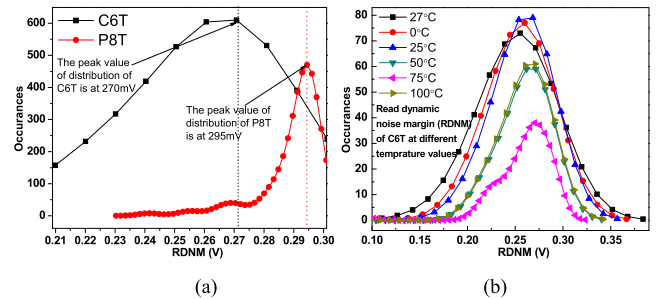 (a)
C6T
P8T
The peak value
of distribution of
C6T is at 270mV
The peak value of
distribution of P8T
is at 295mV
Occurances
600
500
400
300
200
100
0
0.21 0.22 0.23 0.24 0.25 0.26 0.27 0.28 0.29 0.30
RDNM (V)
(a)
(b)
27°C
0°C
25°C
50°C
75°C
100°C
Read dynamic
noise margin (RDNM)
of C6T at different
temprature values
Occurances
80
70
60
50
40
30
20
10
0
0.10 0.15 0.20 0.25 0.30 0.35
RDNM (V)
(b)